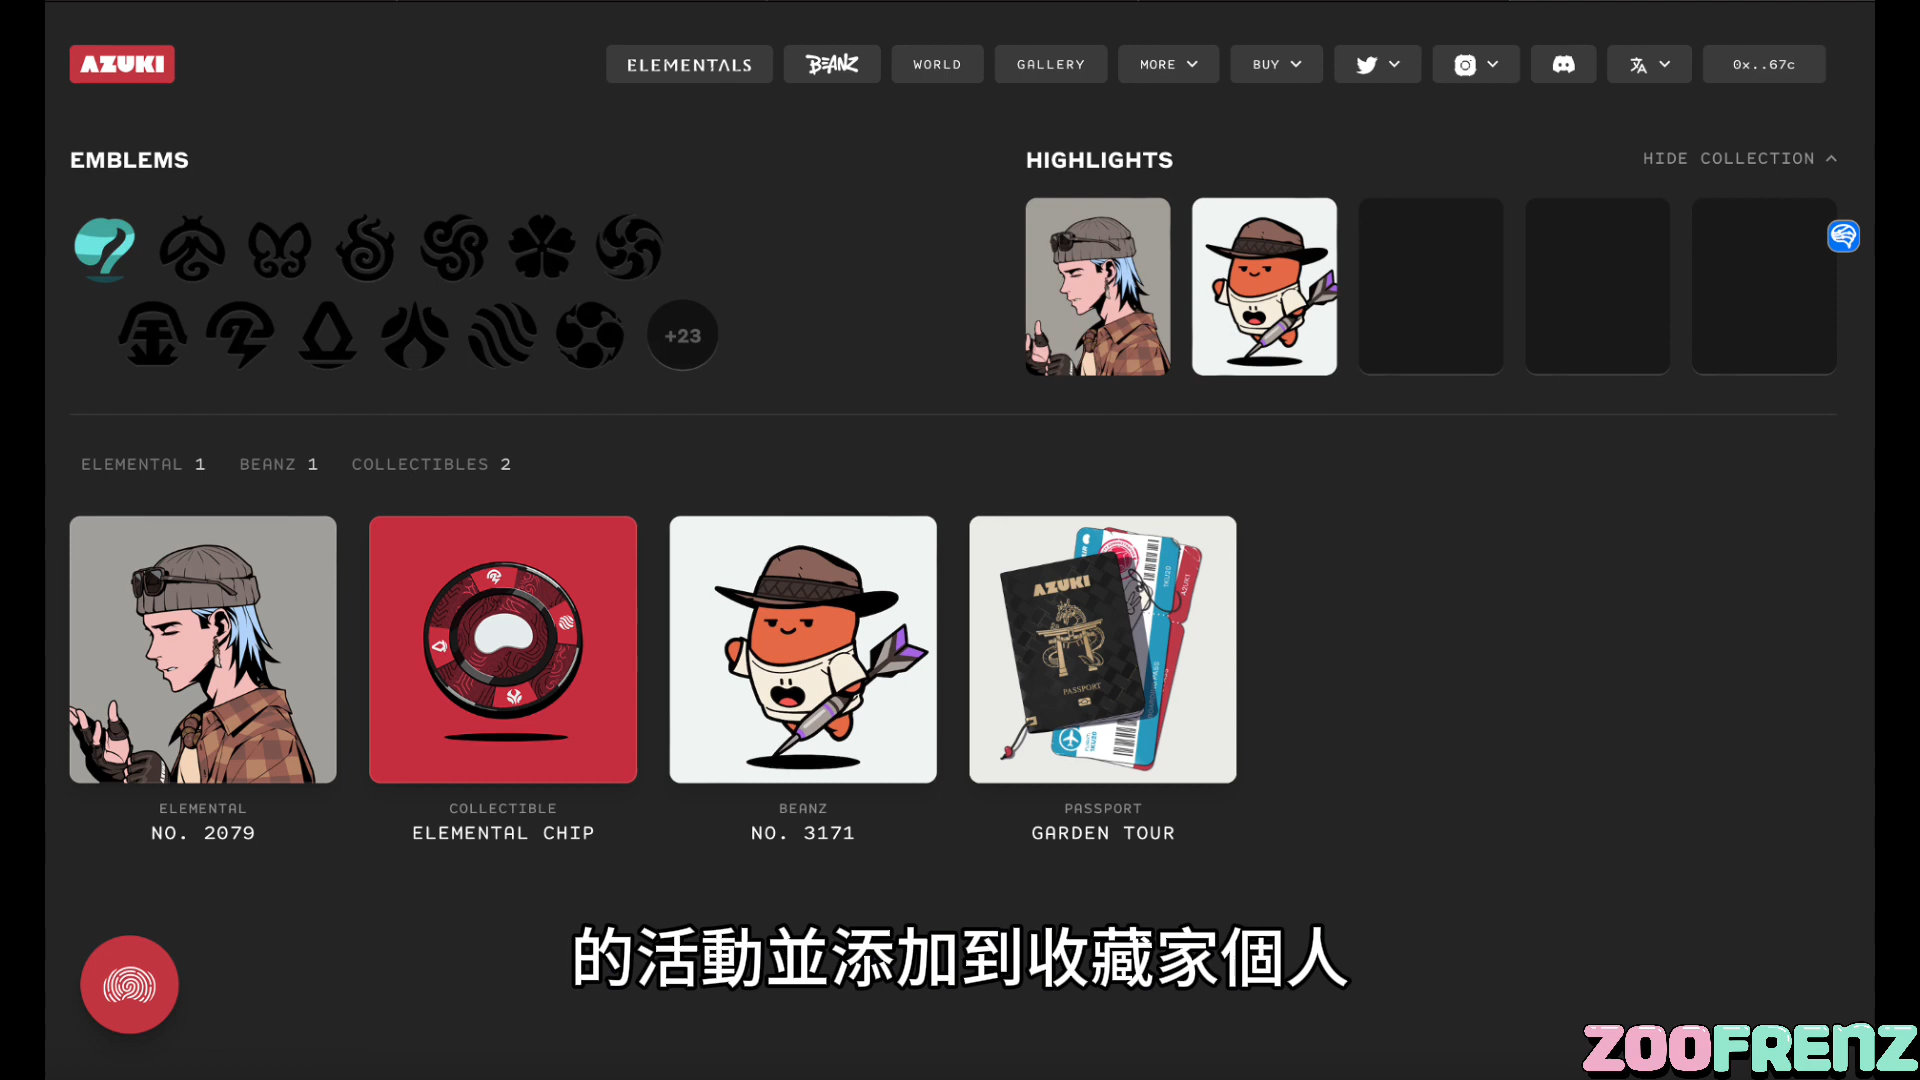 AZUKI
ELEMENTALS
BEANZ
WORLD
GALLERY
MORE
BUY
0x..67c
EMBLEMS
HIGHLIGHTS
HIDE COLLECTION
+23
ELEMENTAL 1
BEANZ 1
COLLECTIBLES 2
AZUKI
PASSPORT
AZUKI
ELEMENTAL
NO. 2079
COLLECTIBLE
ELEMENTAL CHIP
BEANZ
NO. 3171
PASSPORT
GARDEN TOUR
的活動並添加到收藏家個人
ZOOFRENZ